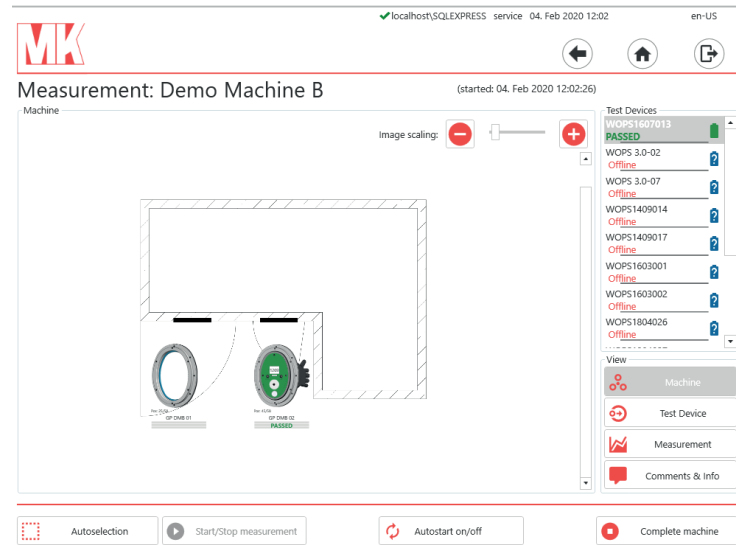 localhost\SQLEXPRESS service 04. Feb 2020 12:02 en-US
MK
Measurement: Demo Machine B (started: 04. Feb 2020 12:02:26)
Machine
Image scaling:
Test Devices
WOPS1607013
PASSED
WOPS 3.0-02
Offline
WOPS 3.0-07
Offline
WOPS1409014
Offline
WOPS1409017
Offline
WOPS1603001
Offline
WOPS1603002
Offline
WOPS1804026
Offline
GP DMB 01
GP DMB 02
PASSED
View
Machine
Test Device
Measurement
Comments & Info
Autoselection
Start/Stop measurement
Autostart on/off
Complete machine